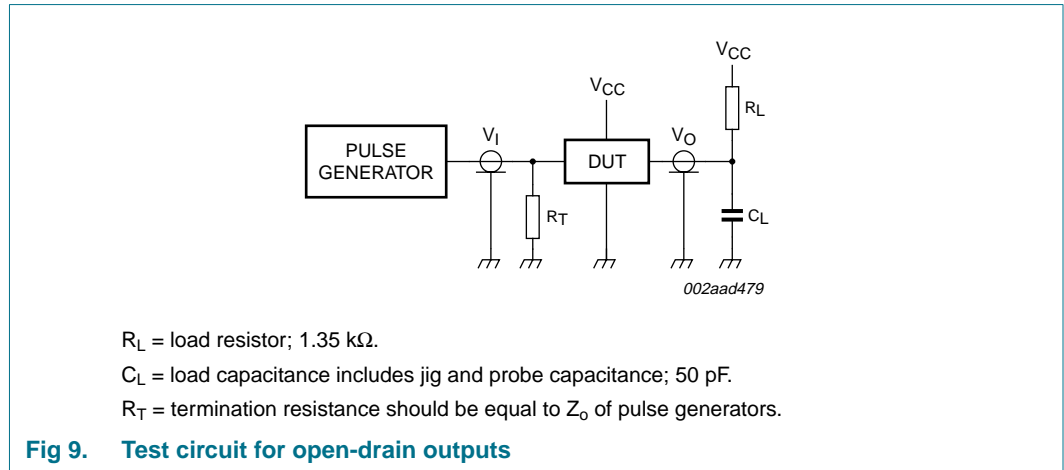 VCC
VCC
RL
VI
VO
PULSE
GENERATOR
DUT
RT
CL
002aad479
RL = load resistor; 1.35 kΩ.
CL = load capacitance includes jig and probe capacitance; 50 pF.
RT = termination resistance should be equal to Zo of pulse generators.
Fig 9. Test circuit for open-drain outputs